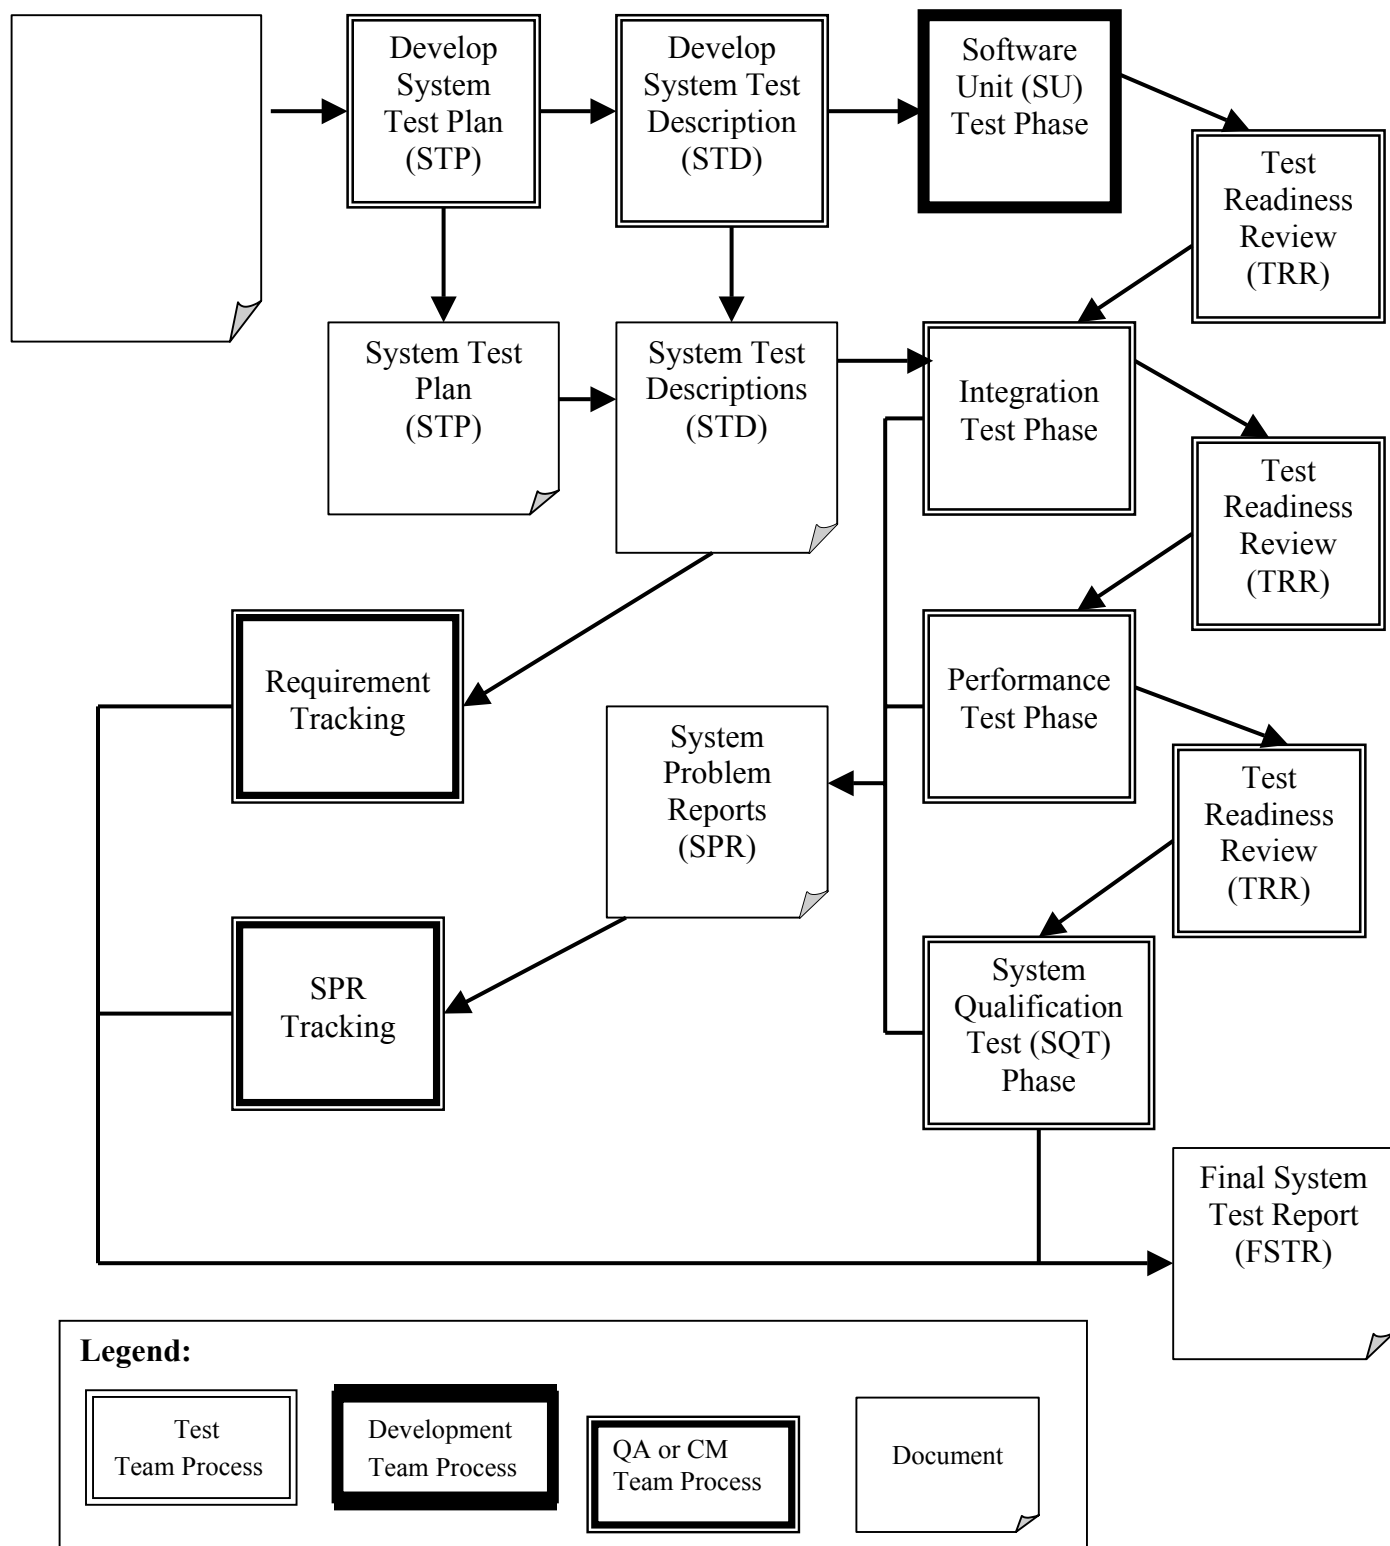 Develop
System
Test Plan
(STP)
Develop
System Test
Description
(STD)
Software
Unit (SU)
Test Phase
Test
Readiness
Review
(TRR)
System Test
Plan
(STP)
System Test
Descriptions
(STD)
Integration
Test Phase
Test
Readiness
Review
(TRR)
Requirement
Tracking
System
Problem
Reports
(SPR)
Performance
Test Phase
Test
Readiness
Review
(TRR)
SPR
Tracking
System
Qualification
Test (SQT)
Phase
Final System
Test Report
(FSTR)
Legend:
Test
Team Process
Development
Team Process
QA or CM
Team Process
Document